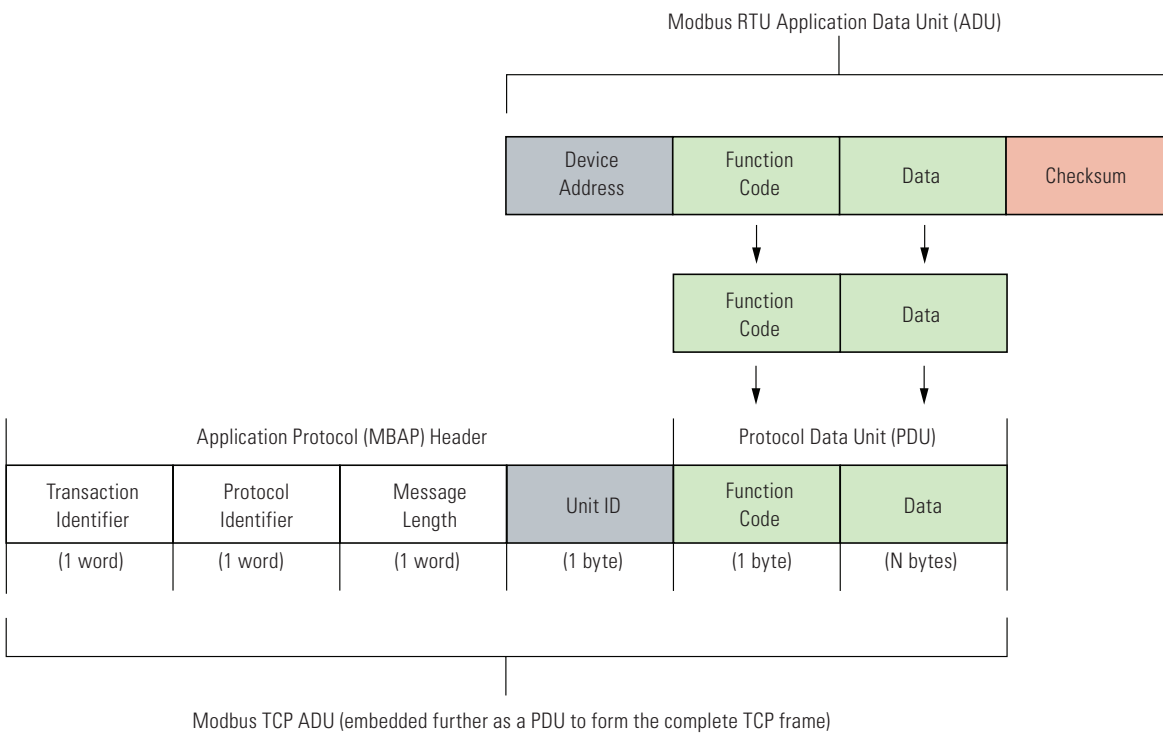 Modbus RTU Application Data Unit (ADU)
Device
Address
Function
Code
Data
Checksum
Function
Code
Data
Application Protocol (MBAP) Header
Protocol Data Unit (PDU)
Transaction
Identifier
Protocol
Identifier
Message
Length
Unit ID
Function
Code
Data
(1 word)
(1 word)
(1 word)
(1 byte)
(1 byte)
(N bytes)
Modbus TCP ADU (embedded further as a PDU to form the complete TCP frame)